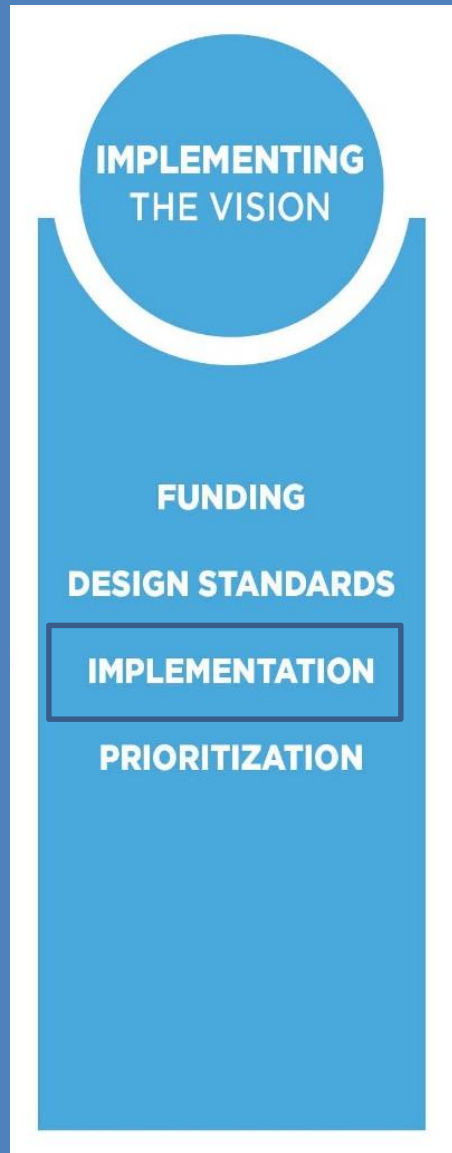 IMPLEMENTING
THE VISION
FUNDING
DESIGN STANDARDS
IMPLEMENTATION
PRIORITIZATION